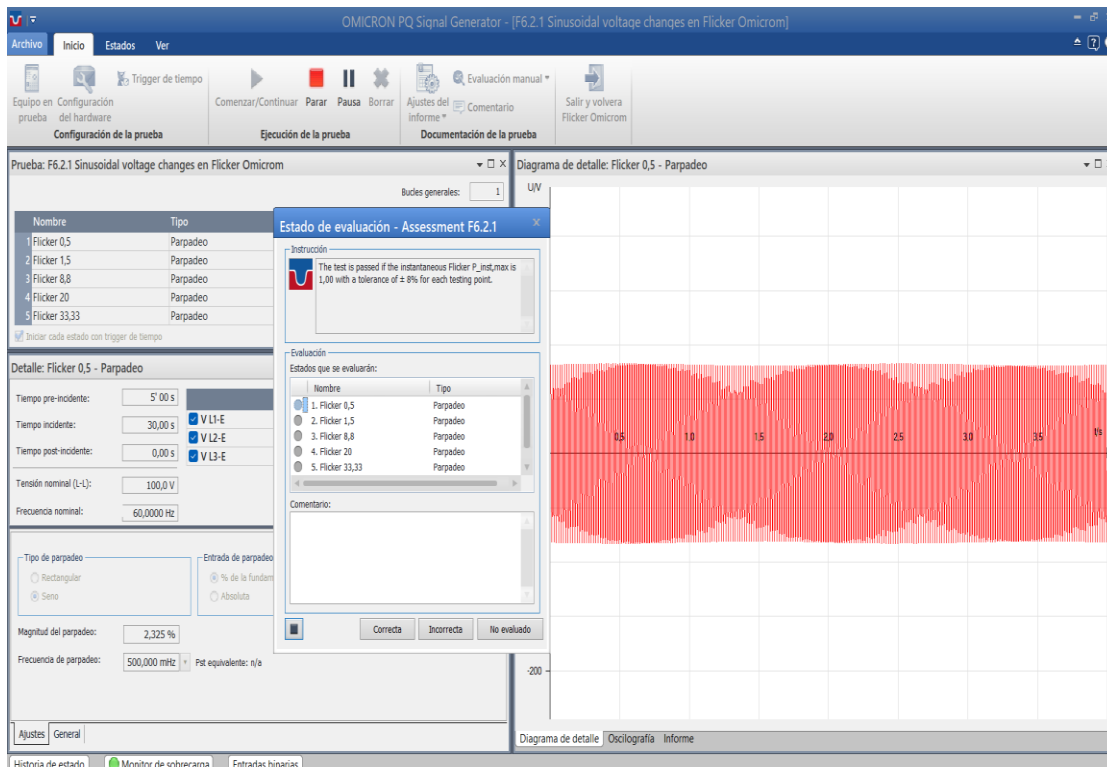 OMICRON PQ Signal Generator - [F6.2.1 Sinusoidal voltage changes en Flicker Omicrom]
Archivo Inicio Estados Ver
Equipo en prueba
Configuración del hardware
Trigger de tiempo
Configuración de la prueba
Comenzar/Continuar Parar Pausa Borrar
Ejecución de la prueba
Ajustes del informe
Evaluación manual
Comentario
Documentación de la prueba
Salir y volvera Flicker Omicrom
Prueba: F6.2.1 Sinusoidal voltage changes en Flicker Omicrom
Bucles generales: 1
Nombre Tipo
1 Flicker 0,5 Parpadeo
2 Flicker 1,5 Parpadeo
3 Flicker 8,8 Parpadeo
4 Flicker 20 Parpadeo
5 Flicker 33,33 Parpadeo
Iniciar cada estado con trigger de tiempo
Detalle: Flicker 0,5 - Parpadeo
Tiempo pre-incidente: 5' 00 s
Tiempo incidente: 30,00 s
Tiempo post-incidente: 0,00 s
Tensión nominal (L-L): 100,0 V
Frecuencia nominal: 60,0000 Hz
V L1-E
V L2-E
V L3-E
Tipo de parpadeo
Rectangular
Seno
Entrada de parpadeo
% de la fundam
Absoluta
Magnitud del parpadeo: 2,325 %
Frecuencia de parpadeo: 500,000 mHz Pst equivalente: n/a
Ajustes General
Estado de evaluación - Assessment F6.2.1
Instrucción
The test is passed if the instantaneous Flicker P_inst,max is
1,00 with a tolerance of ± 8% for each testing point.
Evaluación
Estados que se evaluarán:
Nombre Tipo
1. Flicker 0,5 Parpadeo
2. Flicker 1,5 Parpadeo
3. Flicker 8,8 Parpadeo
4. Flicker 20 Parpadeo
5. Flicker 33,33 Parpadeo
Comentario:
Correcta Incorrecta No evaluado
Diagrama de detalle: Flicker 0,5 - Parpadeo
U/V
0,5 1,0 1,5 2,0 2,5 3,0 3,5 t/s
-200
Diagrama de detalle Oscilografía Informe
Historia de estado Monitor de sobrecarga Entradas binarias